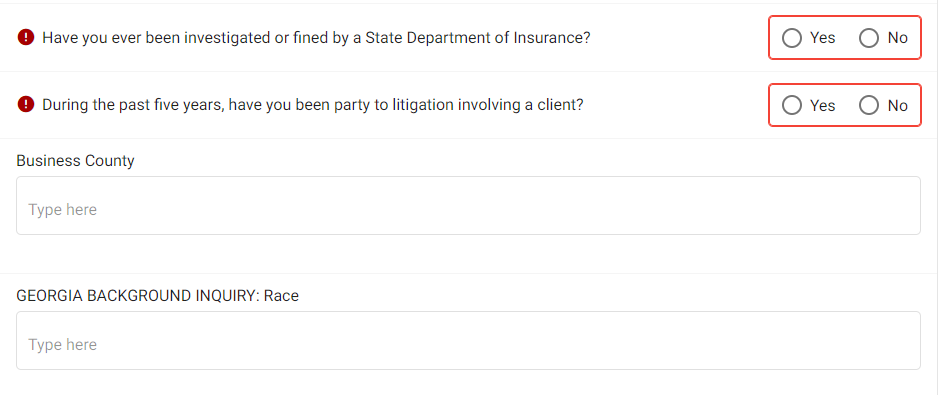 Have you ever been investigated or fined by a State Department of Insurance? Yes No
During the past five years, have you been party to litigation involving a client? Yes No
Business County
Type here
GEORGIA BACKGROUND INQUIRY: Race
Type here